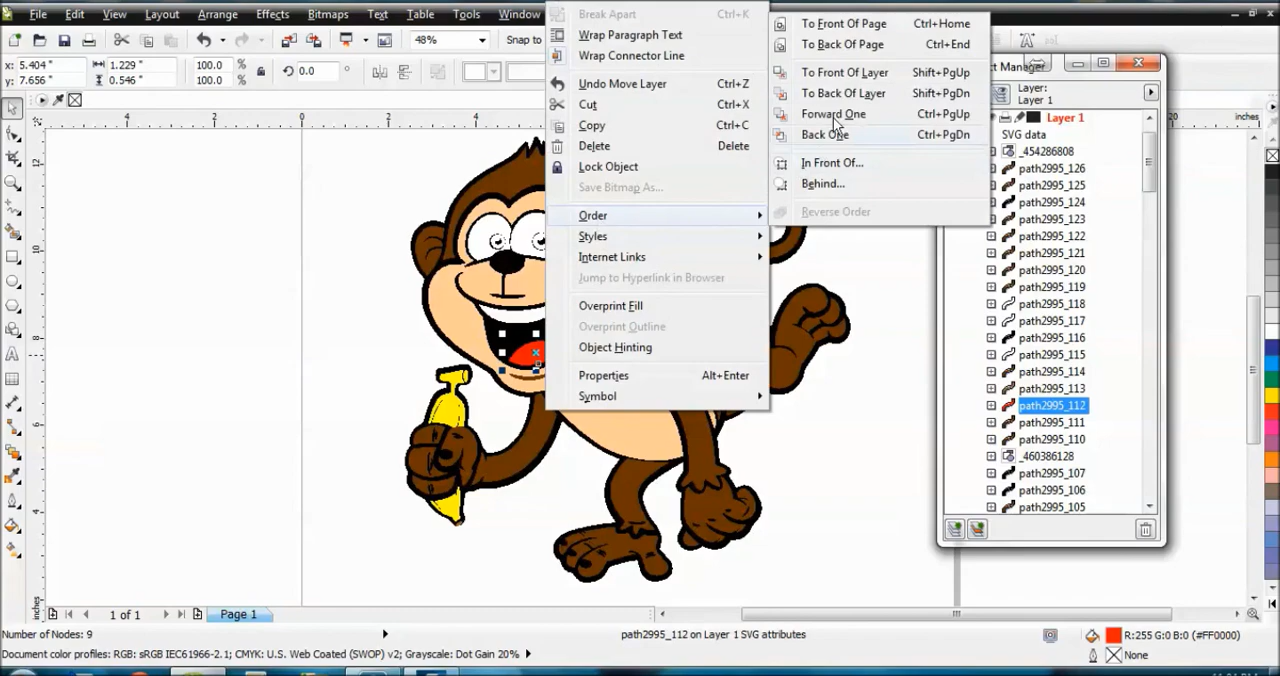 File Edit View Layout Arrange Effects Bitmaps Text Table Tools Window
48% Snap to
x: 5.404 " 1.229 " 100.0 %
y: 7.656 " 0.546 " 100.0 %
0.0
Break Apart Ctrl+K
Wrap Paragraph Text
Wrap Connector Line
Undo Move Layer Ctrl+Z
Cut Ctrl+X
Copy Ctrl+C
Delete Delete
Lock Object
Save Bitmap As...
Order
Styles
Internet Links
Jump to Hyperlink in Browser
Overprint Fill
Overprint Outline
Object Hinting
Properties Alt+Enter
Symbol
To Front Of Page Ctrl+Home
To Back Of Page Ctrl+End
To Front Of Layer Shift+PgUp
To Back Of Layer Shift+PgDn
Forward One Ctrl+PgUp
Back One Ctrl+PgDn
In Front Of...
Behind...
Reverse Order
Manager
Layer:
Layer 1
Layer 1
SVG data
_454286808
path2995_126
path2995_125
path2995_124
path2995_123
path2995_122
path2995_121
path2995_120
path2995_119
path2995_118
path2995_117
path2995_116
path2995_115
path2995_114
path2995_113
path2995_112
path2995_111
path2995_110
_460386128
path2995_107
path2995_106
path2995_105
4
12
10
8
6
4
inches
inches
1 of 1 Page 1
Number of Nodes: 9 path2995_112 on Layer 1 SVG attributes R:255 G:0 B:0 (#FF0000)
Document color profiles: RGB: sRGB IEC61966-2.1; CMYK: U.S. Web Coated (SWOP) v2; Grayscale: Dot Gain 20% None